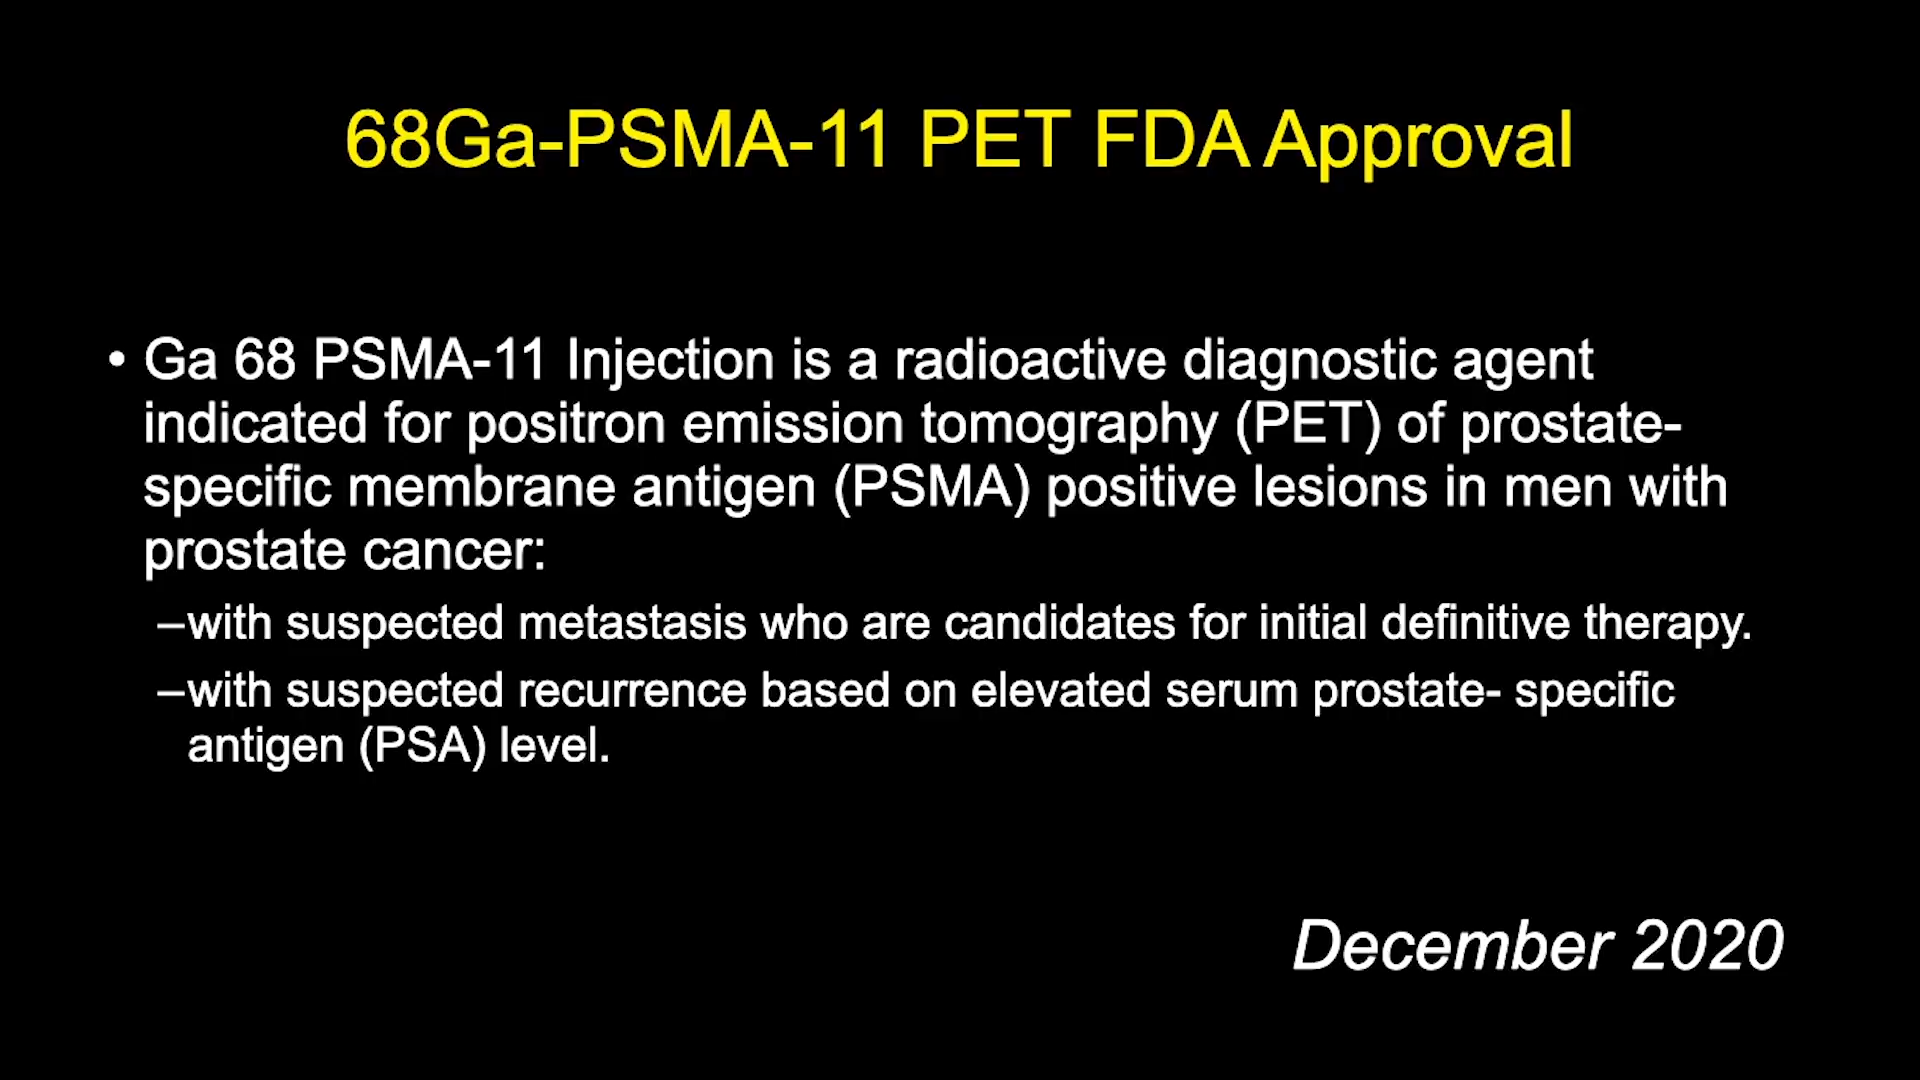 68Ga-PSMA-11 PET FDA Approval
• Ga 68 PSMA-11 Injection is a radioactive diagnostic agent
indicated for positron emission tomography (PET) of prostate-
specific membrane antigen (PSMA) positive lesions in men with
prostate cancer:
–with suspected metastasis who are candidates for initial definitive therapy.
–with suspected recurrence based on elevated serum prostate- specific
antigen (PSA) level.
December 2020